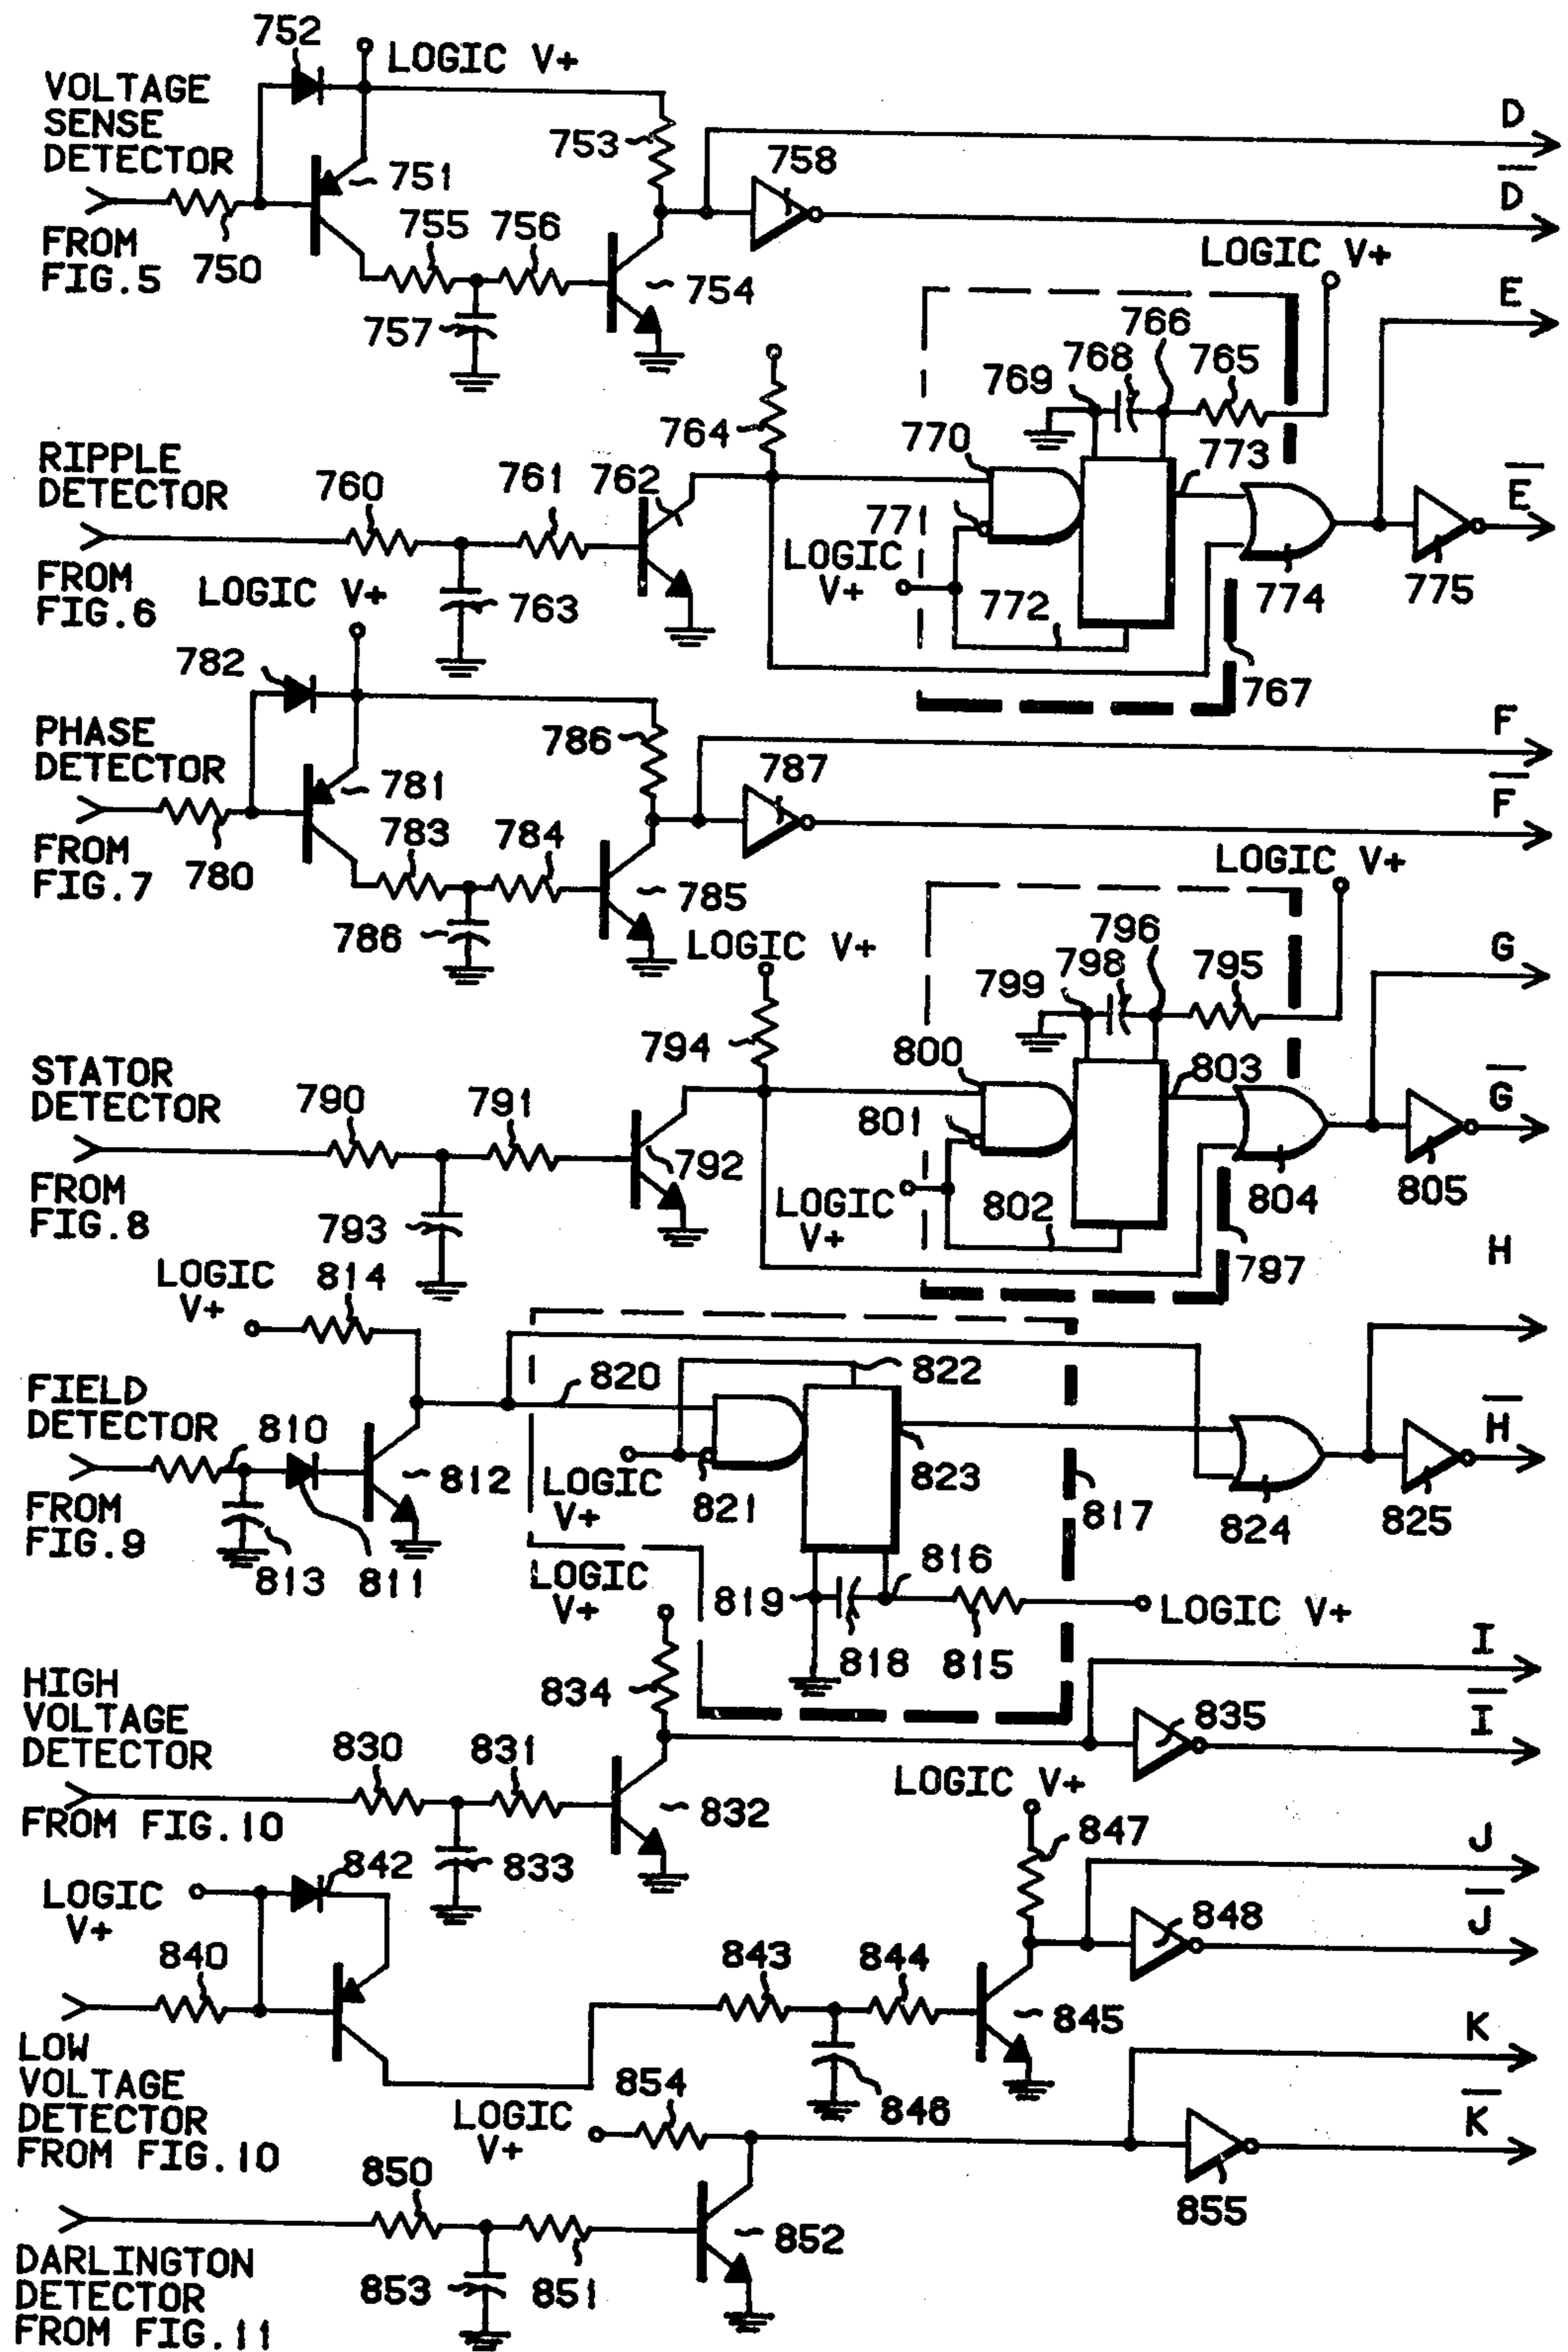 752
LOGIC V+
VOLTAGE
SENSE
DETECTOR
753
758
D
751
D
755 756
FROM
FIG.5
750
754
757
LOGIC V+
E
766
768
765
769
764
770
773
RIPPLE
DETECTOR
760
761
762
E
771
LOGIC
V+
772
774
775
FROM
FIG.6
LOGIC V+
763
767
782
PHASE
DETECTOR
786
787
F
781
F
783 784
FROM
FIG.7
780
785
LOGIC V+
786
LOGIC V+
796
798
795
799
G
794
800
803
STATOR
DETECTOR
790
791
801
G
792
LOGIC
V+
802
804
805
FROM
FIG.8
793
797
H
LOGIC
V+
814
820
822
FIELD
DETECTOR
810
H
812
LOGIC
V+
821
823
817
824
825
FROM
FIG.9
813 811
LOGIC
V+
816
819
LOGIC V+
818 815
I
HIGH
VOLTAGE
DETECTOR
834
835
I
830
831
LOGIC V+
832
FROM FIG.10
847
833
J
842
LOGIC
V+
848
J
840
843
844
845
K
LOW
VOLTAGE
DETECTOR
FROM FIG.10
854
846
LOGIC
V+
K
850
855
852
DARLINGTON
DETECTOR
FROM FIG.11
853
851